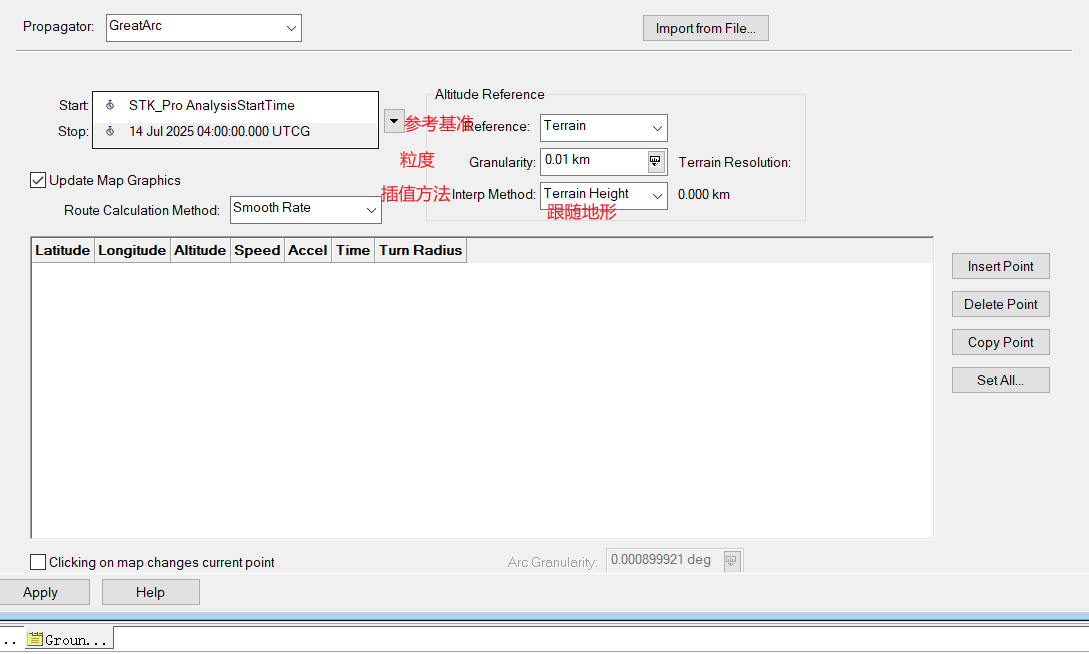 Propagator: GreatArc Import from File...
Altitude Reference
Start: STK_Pro AnalysisStartTime
参考基准 Reference: Terrain
Stop: 14 Jul 2025 04:00:00.000 UTCG
粒度 Granularity: 0.01 km Terrain Resolution:
Update Map Graphics
插值方法 Interp Method: Terrain Height 0.000 km
Route Calculation Method: Smooth Rate
跟随地形
Latitude Longitude Altitude Speed Accel Time Turn Radius
Insert Point
Delete Point
Copy Point
Set All...
Clicking on map changes current point Arc Granularity: 0.000899921 deg
Apply Help
.. Groun...